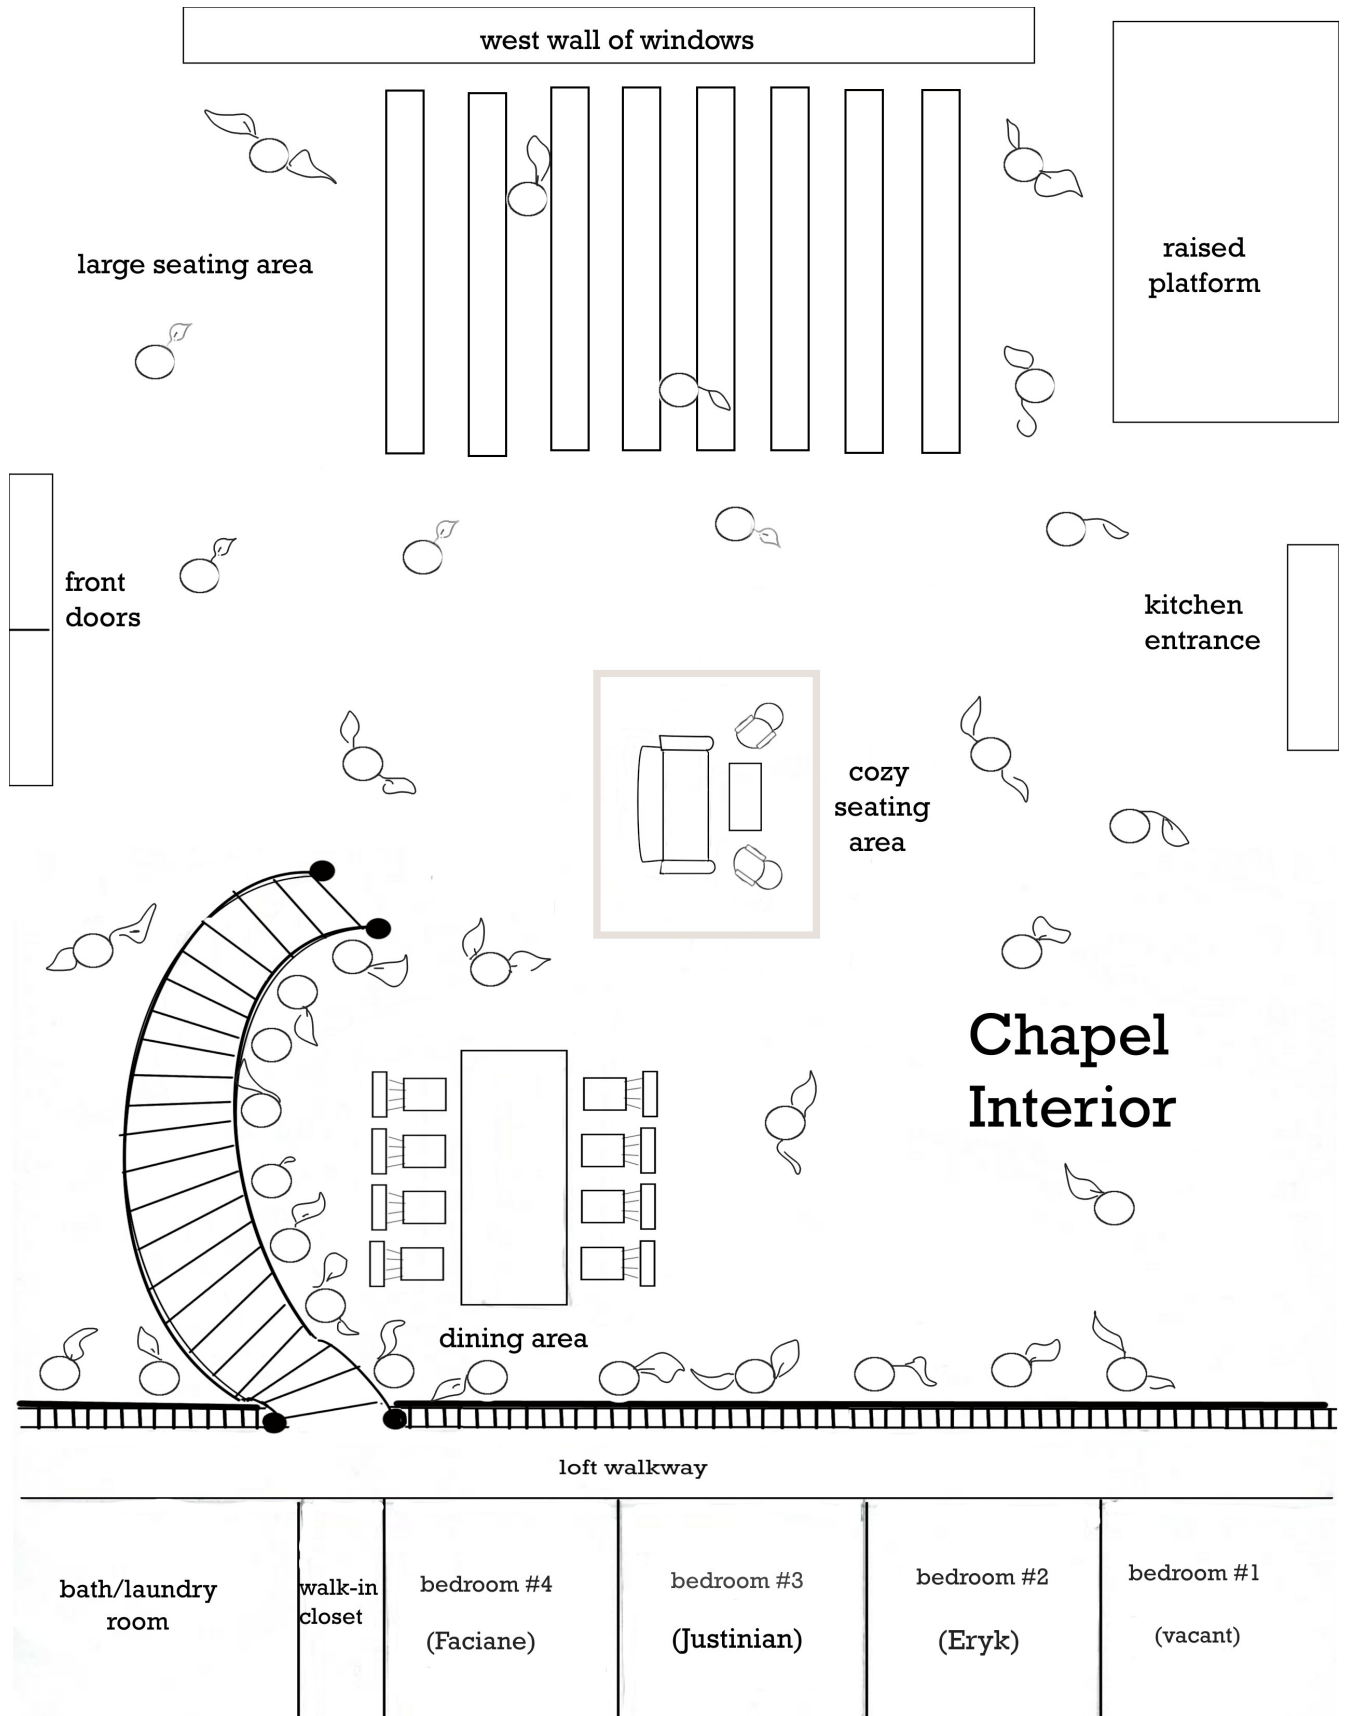 west wall of windows
raised
platform
large seating area
front
doors
kitchen
entrance
cozy
seating
area
Chapel
Interior
dining area
loft walkway
bath/laundry
room
walk-in
closet
bedroom #4
(Faciane)
bedroom #3
(Justinian)
bedroom #2
(Eryk)
bedroom #1
(vacant)